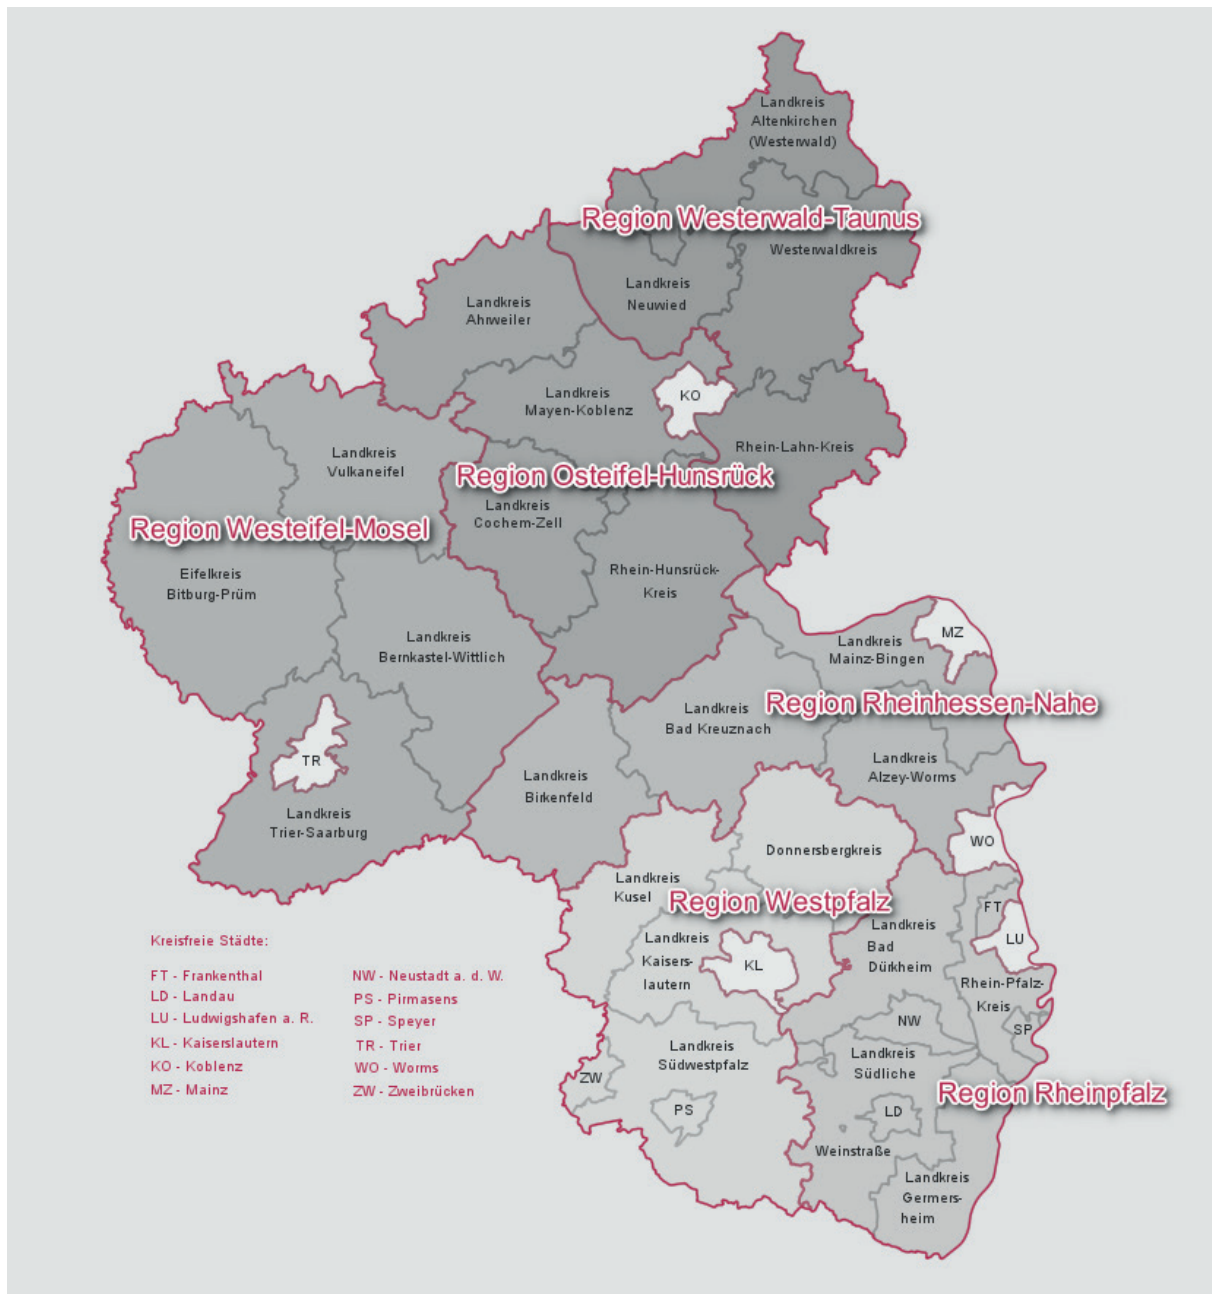 Landkreis
Altenkirchen
(Westerwald)
Region Westerwald-Taunus
Westerwaldkreis
Landkreis
Neuwied
Landkreis
Ahrweiler
Landkreis
Mayen-Koblenz
KO
Rhein-Lahn-Kreis
Landkreis
Vulkaneifel
Region Osteifel-Hunsrück
Landkreis
Cochem-Zell
Region Westeifel-Mosel
Eifelkreis
Bitburg-Prüm
Rhein-Hunsrück-
Kreis
Landkreis
Bernkastel-Wittlich
Landkreis
Mainz-Bingen
MZ
Region Rheinhessen-Nahe
Landkreis
Bad Kreuznach
TR
Landkreis
Trier-Saarburg
Landkreis
Birkenfeld
Landkreis
Alzey-Worms
WO
Donnersbergkreis
Landkreis
Kusel
Region Westpfalz
Landkreis
Kaisers-
lautern
KL
Landkreis
Bad
Dürkheim
FT
LU
Rhein-Pfalz-
Kreis
SP
NW
Landkreis
Südwestpfalz
ZW
PS
Landkreis
Südliche
LD
Weinstraße
Region Rheinpfalz
Landkreis
Germers-
heim
Kreisfreie Städte:
FT - Frankenthal
LD - Landau
LU - Ludwigshafen a. R.
KL - Kaiserslautern
KO - Koblenz
MZ - Mainz
NW - Neustadt a. d. W.
PS - Pirmasens
SP - Speyer
TR - Trier
WO - Worms
ZW - Zweibrücken